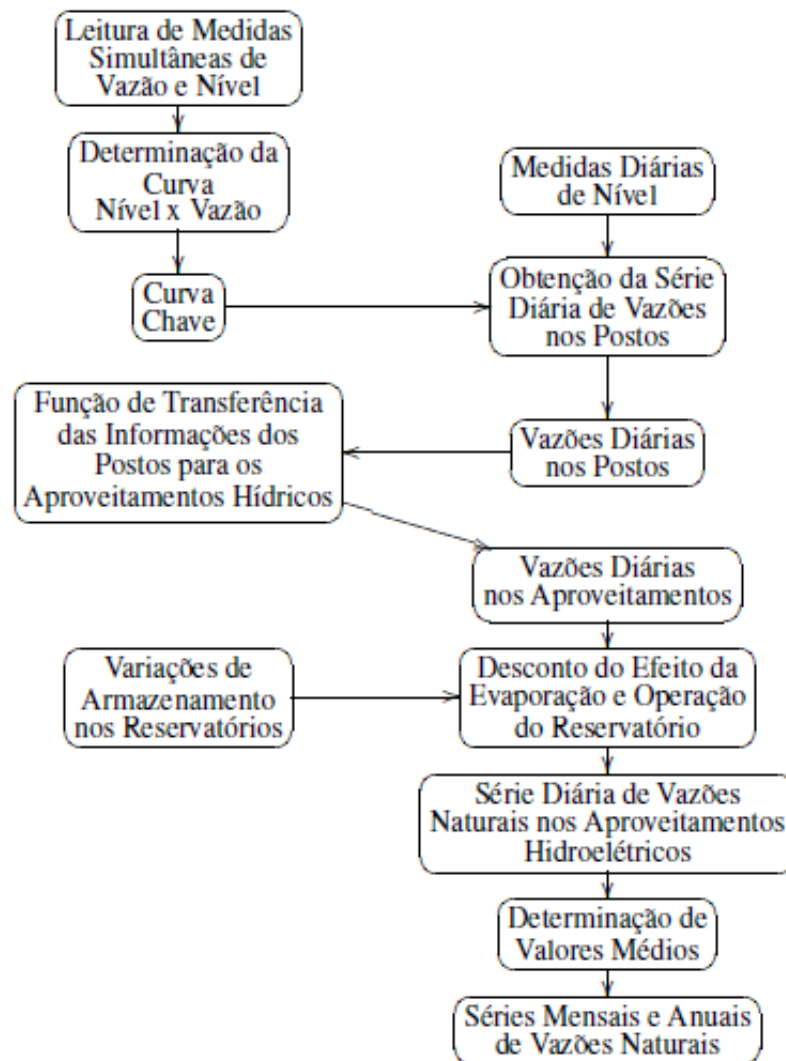 Leitura de Medidas
Simultâneas de
Vazão e Nível
Determinação da
Curva
Nível x Vazão
Medidas Diárias
de Nível
Curva
Chave
Obtenção da Série
Diária de Vazões
nos Postos
Função de Transferência
das Informações dos
Postos para os
Aproveitamentos Hídricos
Vazões Diárias
nos Postos
Vazões Diárias
nos Aproveitamentos
Variações de
Armazenamento
nos Reservatórios
Desconto do Efeito da
Evaporação e Operação
do Reservatório
Série Diária de Vazões
Naturais nos Aproveitamentos
Hidroelétricos
Determinação de
Valores Médios
Séries Mensais e Anuais
de Vazões Naturais